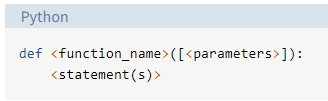 Python
def <function_name>([<parameters>]):
    <statement(s)>